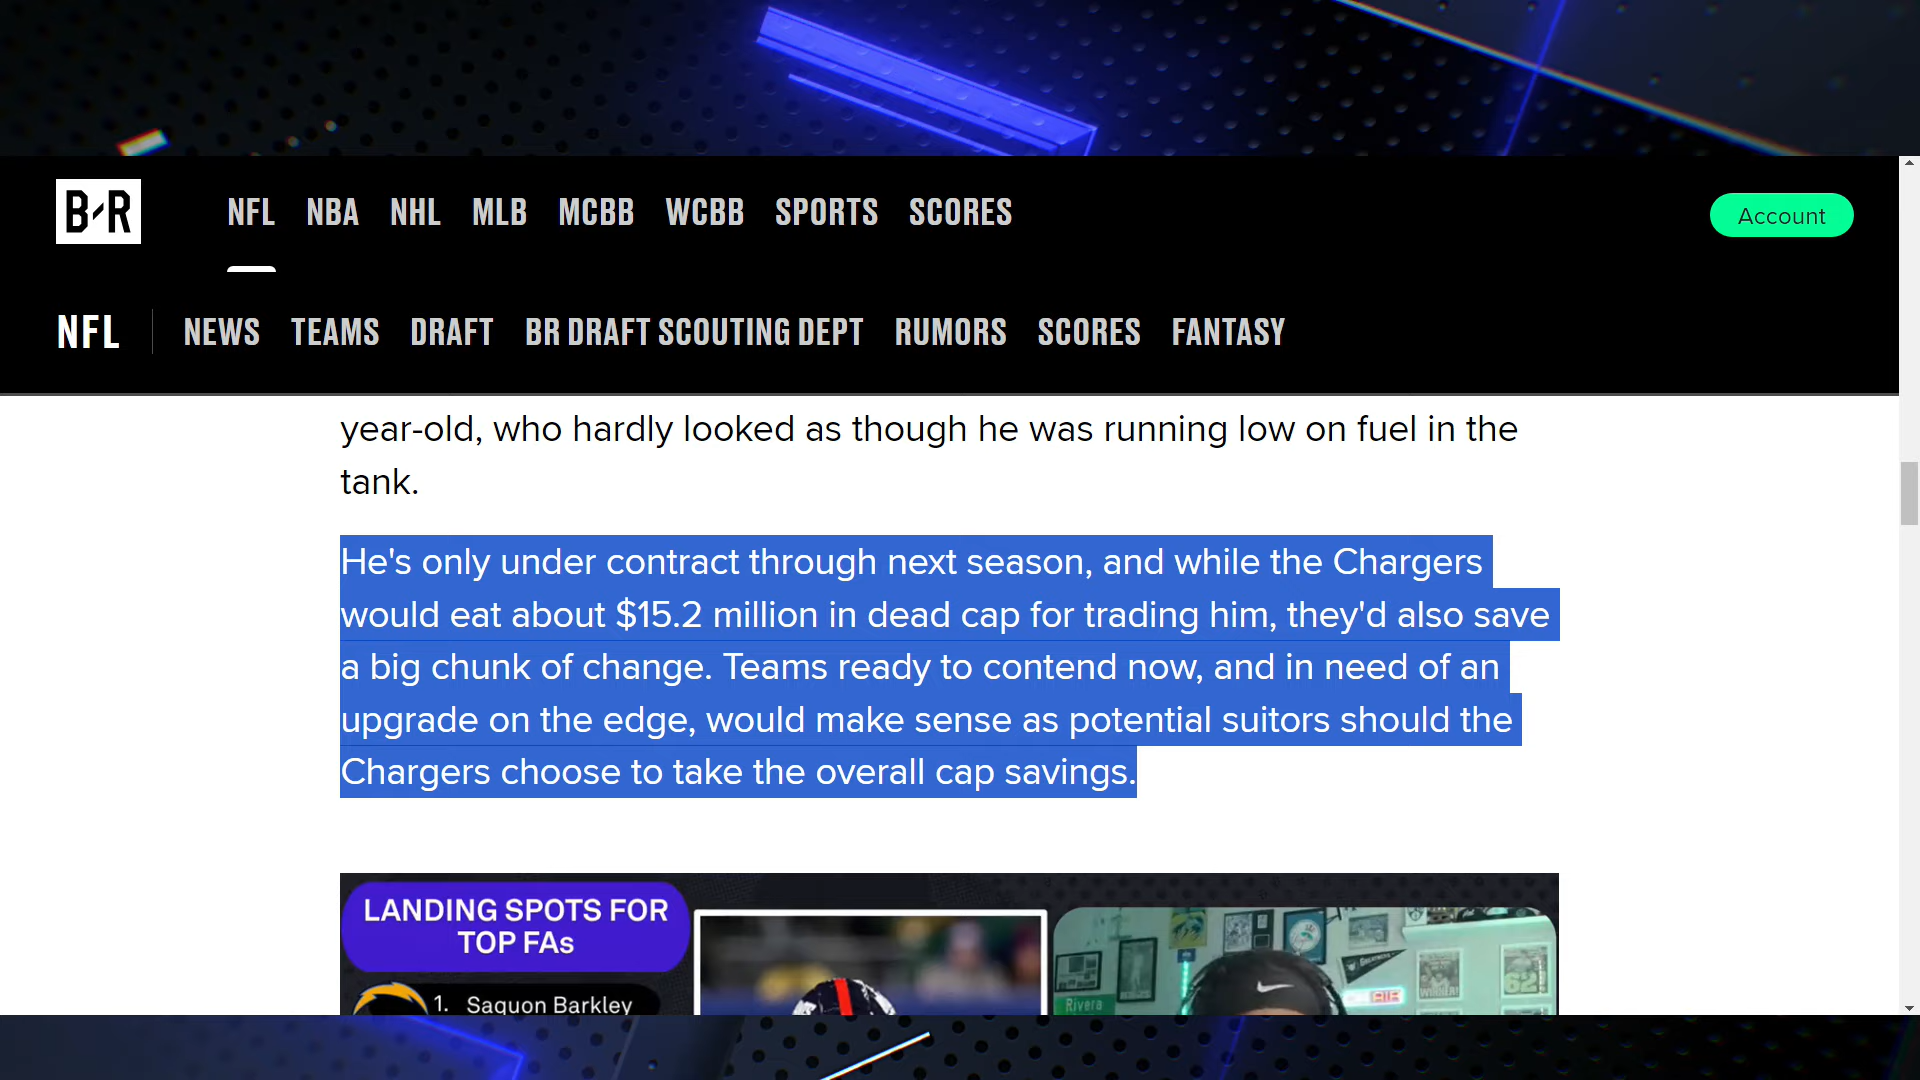 B/R NFL NBA NHL MLB MCBB WCBB SPORTS SCORES Account
NFL NEWS TEAMS DRAFT BR DRAFT SCOUTING DEPT RUMORS SCORES FANTASY
year-old, who hardly looked as though he was running low on fuel in the
tank.
He's only under contract through next season, and while the Chargers
would eat about $15.2 million in dead cap for trading him, they'd also save
a big chunk of change. Teams ready to contend now, and in need of an
upgrade on the edge, would make sense as potential suitors should the
Chargers choose to take the overall cap savings.
LANDING SPOTS FOR
TOP FAs
1. Saquon Barkley
Rivera